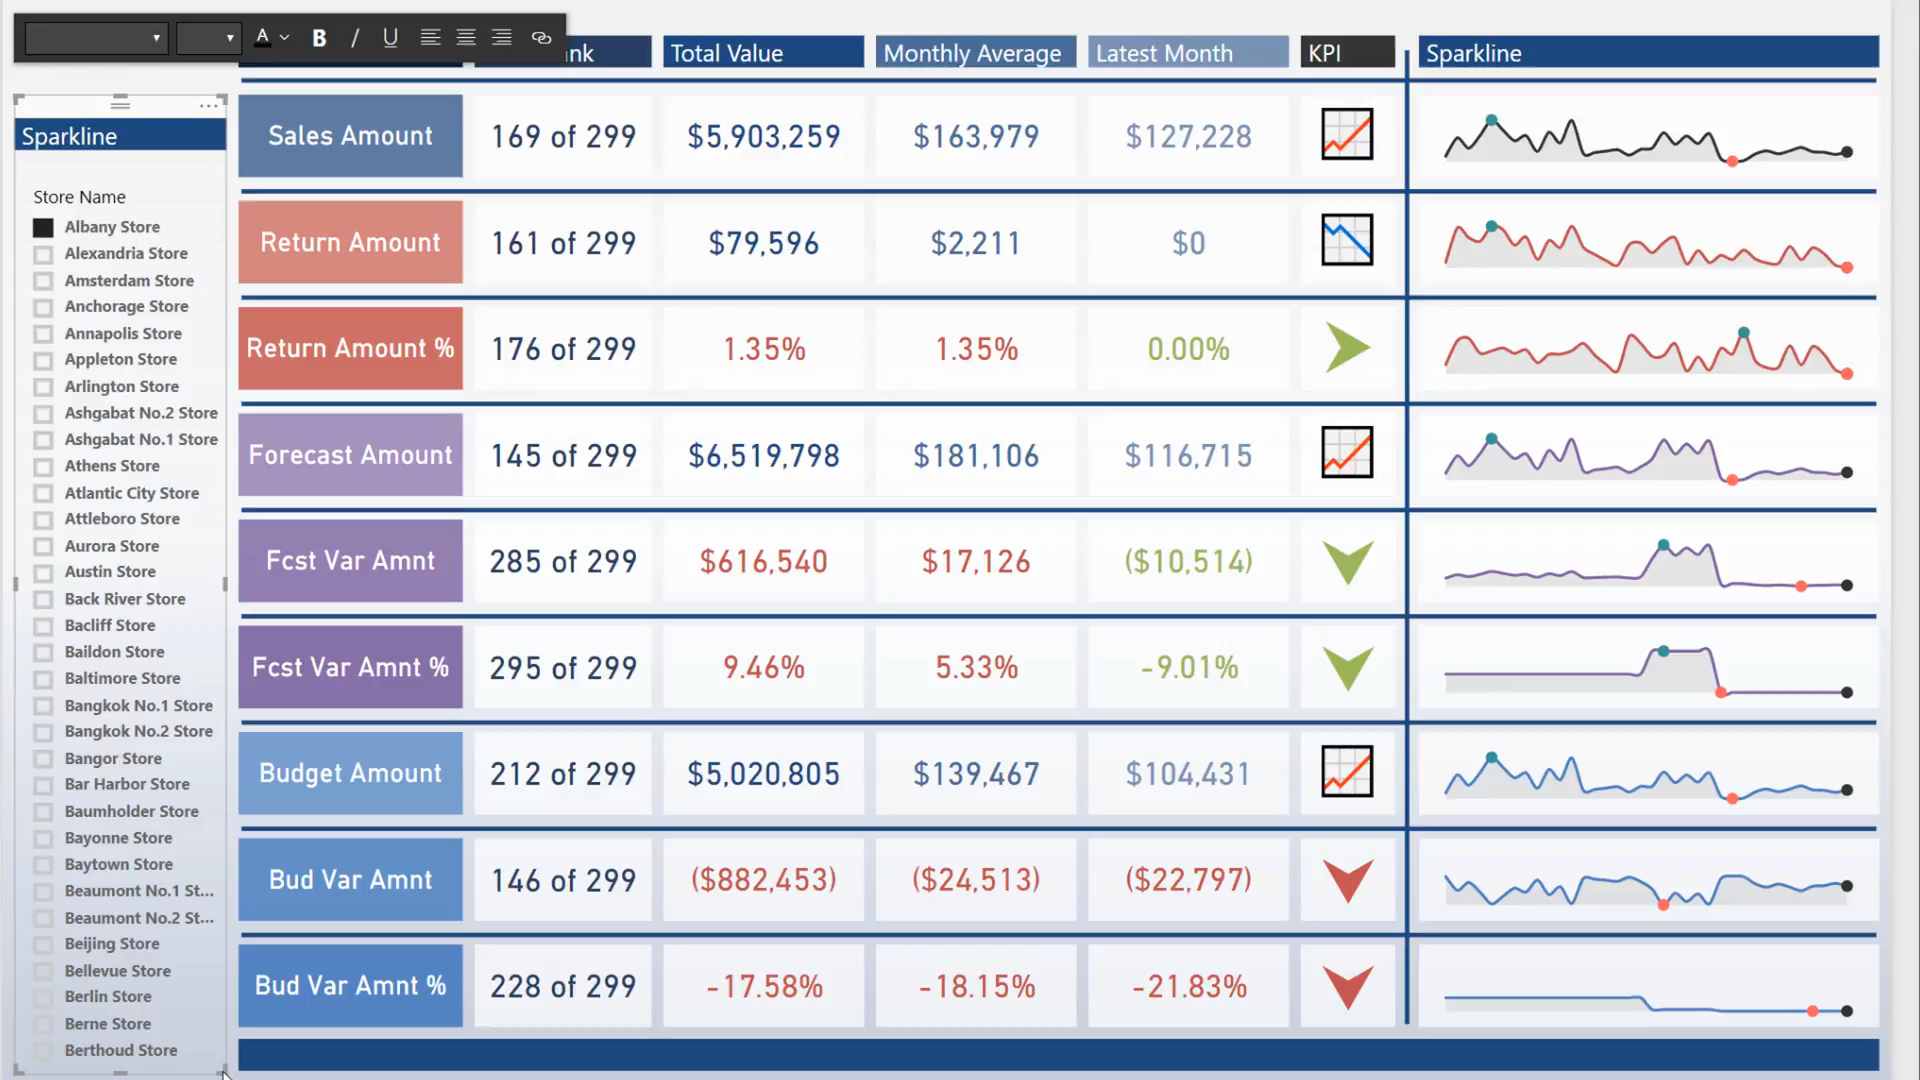 A B / U
nk Total Value Monthly Average Latest Month KPI Sparkline
Sparkline
Store Name
Albany Store
Alexandria Store
Amsterdam Store
Anchorage Store
Annapolis Store
Appleton Store
Arlington Store
Ashgabat No.2 Store
Ashgabat No.1 Store
Athens Store
Atlantic City Store
Attleboro Store
Aurora Store
Austin Store
Back River Store
Bacliff Store
Baildon Store
Baltimore Store
Bangkok No.1 Store
Bangkok No.2 Store
Bangor Store
Bar Harbor Store
Baumholder Store
Bayonne Store
Baytown Store
Beaumont No.1 St...
Beaumont No.2 St...
Beijing Store
Bellevue Store
Berlin Store
Berne Store
Berthoud Store
Sales Amount 169 of 299 $5,903,259 $163,979 $127,228
Return Amount 161 of 299 $79,596 $2,211 $0
Return Amount % 176 of 299 1.35% 1.35% 0.00%
Forecast Amount 145 of 299 $6,519,798 $181,106 $116,715
Fcst Var Amnt 285 of 299 $616,540 $17,126 ($10,514)
Fcst Var Amnt % 295 of 299 9.46% 5.33% -9.01%
Budget Amount 212 of 299 $5,020,805 $139,467 $104,431
Bud Var Amnt 146 of 299 ($882,453) ($24,513) ($22,797)
Bud Var Amnt % 228 of 299 -17.58% -18.15% -21.83%